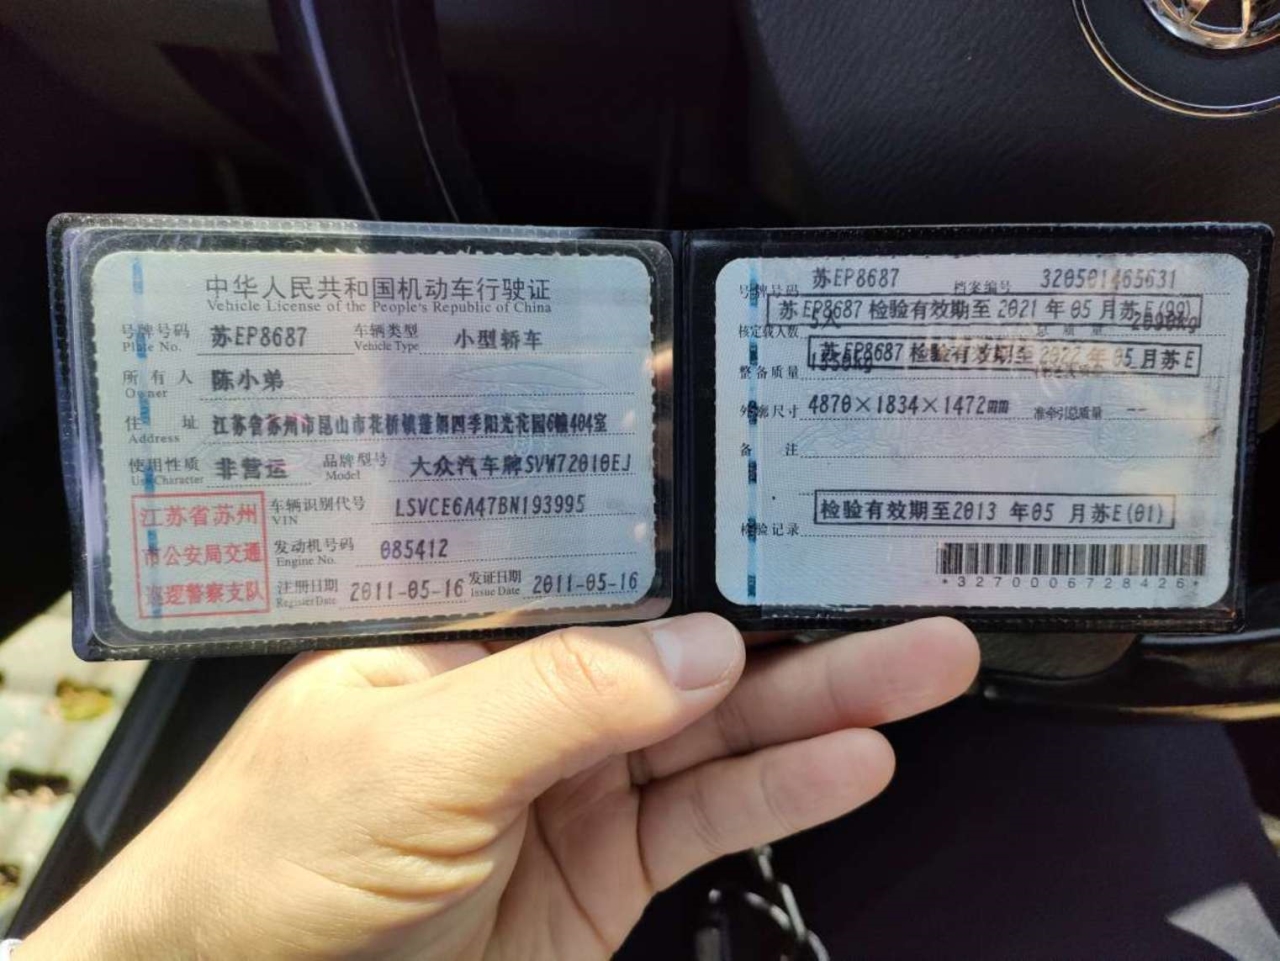 中华人民共和国机动车行驶证
Vehicle License of the People's Republic of China
号牌号码 苏EP8687 车辆类型 小型轿车
Plate No. Vehicle Type
所有人 陈小弟
Owner
住址 江苏省苏州市昆山市花桥镇蓬朗四季阳光花园6幢404室
Address
使用性质 非营运 品牌型号 大众汽车牌SVW72010EJ
Use Character Model
江苏省苏州
市公安局交通
巡逻警察支队
车辆识别代号 LSVCE6A47BN193995
VIN
发动机号码 085412
Engine No.
注册日期 2011-05-16 发证日期 2011-05-16
Register Date Issue Date
号牌号码 苏EP8687 档案编号 320501465631
苏EP8687 检验有效期至 2021 年 05 月苏E(99)
核定载人数 5人 总质量
苏EP8687 检验有效期至 2022 年 05 月苏E
整备质量
外廓尺寸 4870×1834×1472mm 准牵引总质量 --
备注
检验有效期至2013 年05 月苏E(01)
检验记录
*3270006728426*